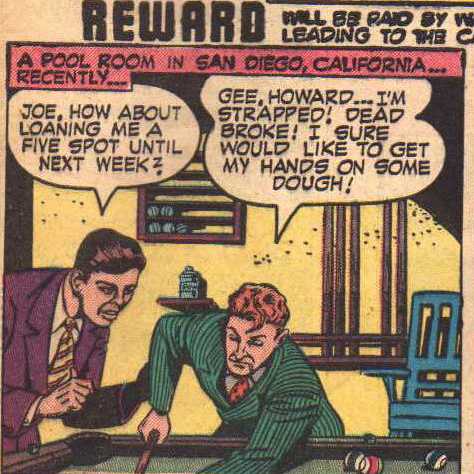 REWARD
WILL BE PAID BY
LEADING TO THE
A POOL ROOM IN SAN DIEGO, CALIFORNIA...
RECENTLY...
JOE, HOW ABOUT
LOANING ME A
FIVE SPOT UNTIL
NEXT WEEK?
GEE, HOWARD... I'M
STRAPPED! DEAD
BROKE! I SURE
WOULD LIKE TO GET
MY HANDS ON SOME
DOUGH!